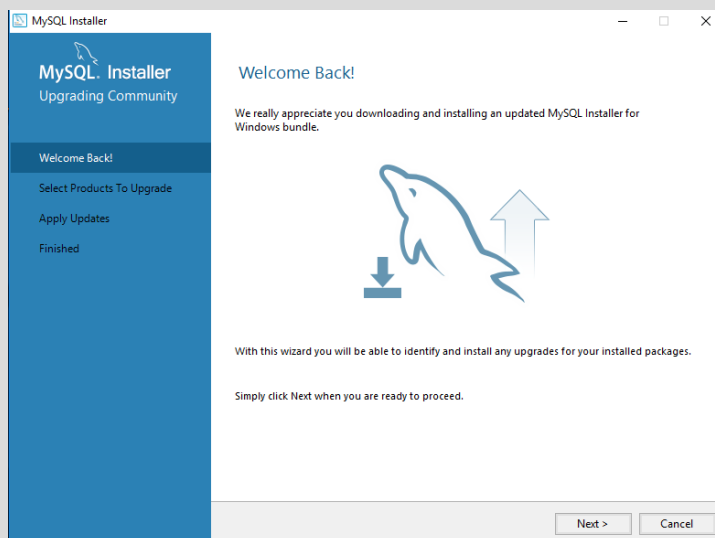 MySQL Installer
MySQL. Installer
Upgrading Community
Welcome Back!
Select Products To Upgrade
Apply Updates
Finished
Welcome Back!
We really appreciate you downloading and installing an updated MySQL Installer for
Windows bundle.
With this wizard you will be able to identify and install any upgrades for your installed packages.
Simply click Next when you are ready to proceed.
Next >
Cancel